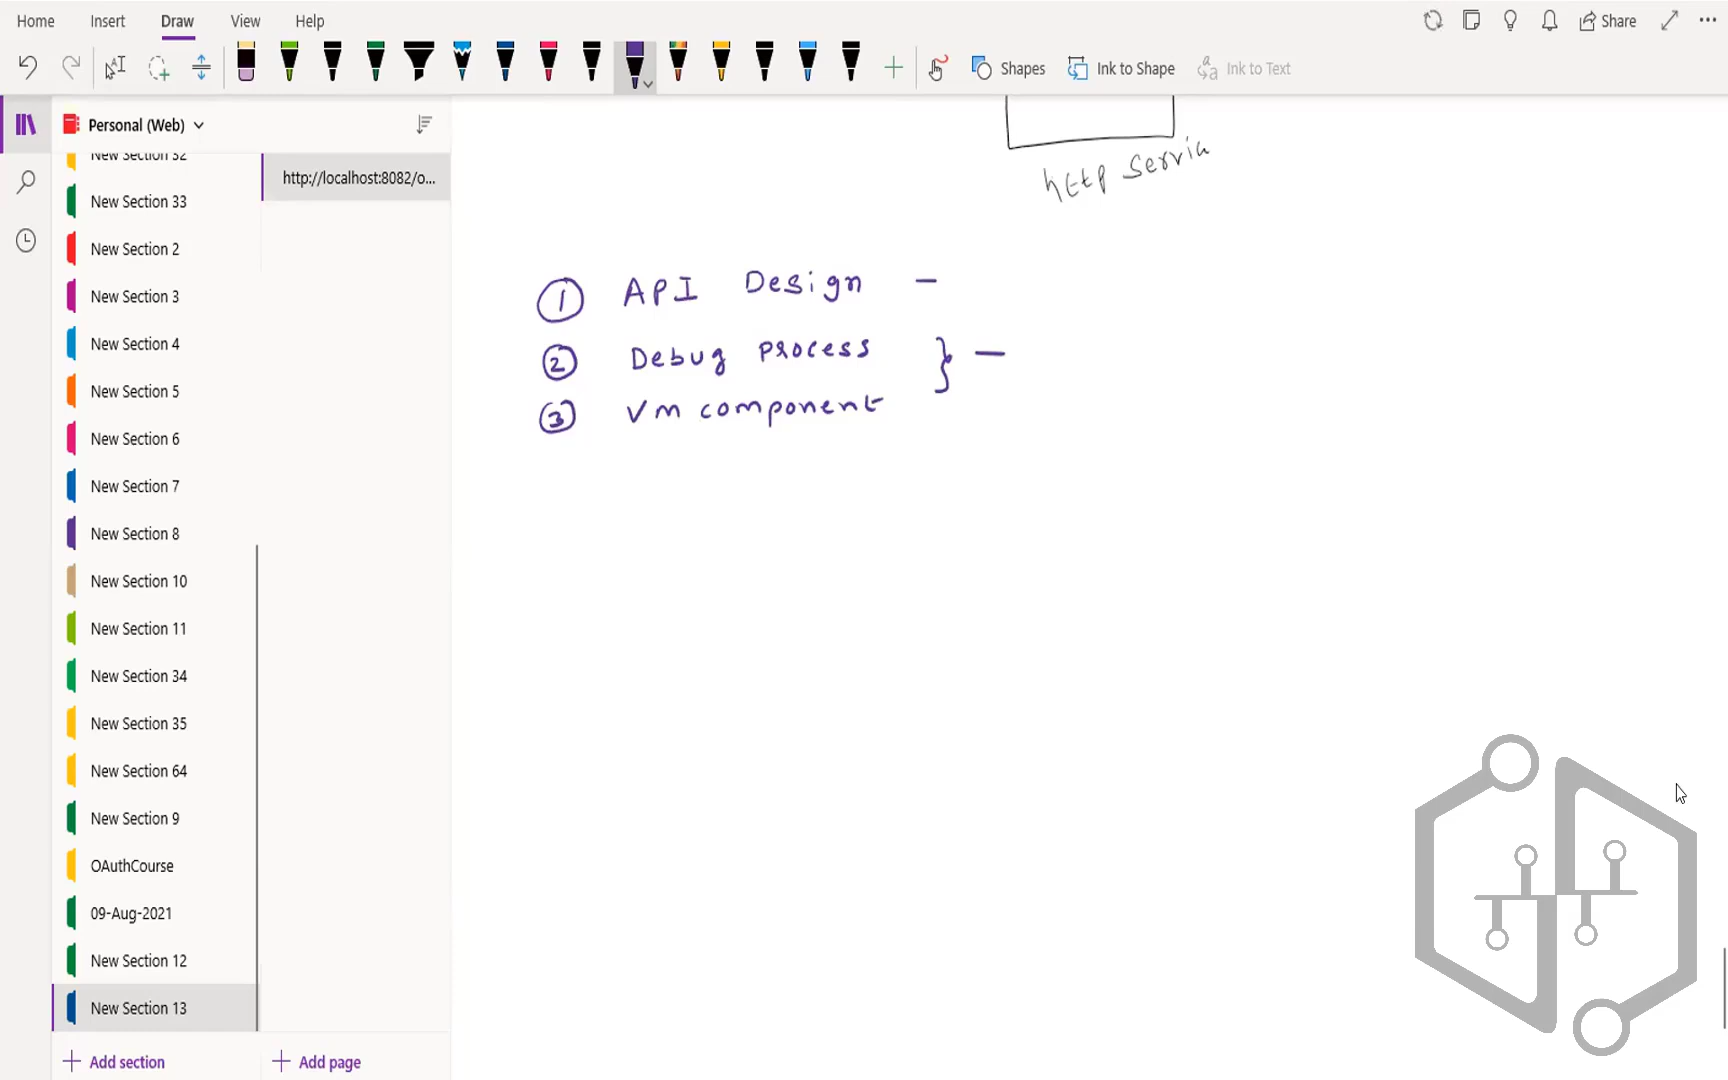 Home Insert Draw View Help Share
Shapes Ink to Shape Ink to Text
Personal (Web)
New Section 32
http://localhost:8082/o...
New Section 33
New Section 2
New Section 3
New Section 4
New Section 5
New Section 6
New Section 7
New Section 8
New Section 10
New Section 11
New Section 34
New Section 35
New Section 64
New Section 9
OAuthCourse
09-Aug-2021
New Section 12
New Section 13
Add section Add page
http
1 API Design -
2 Debug process } -
3 Vm component